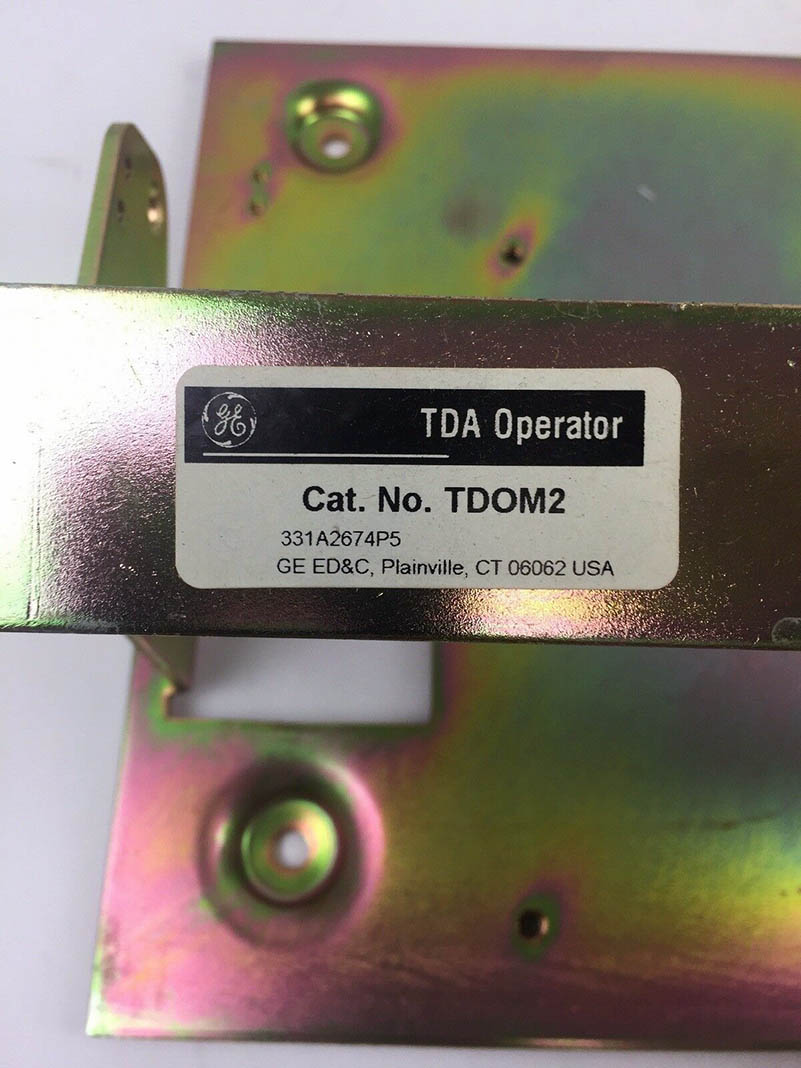 GE
TDA Operator
Cat. No. TDOM2
331A2674P5
GE ED&C, Plainville, CT 06062 USA